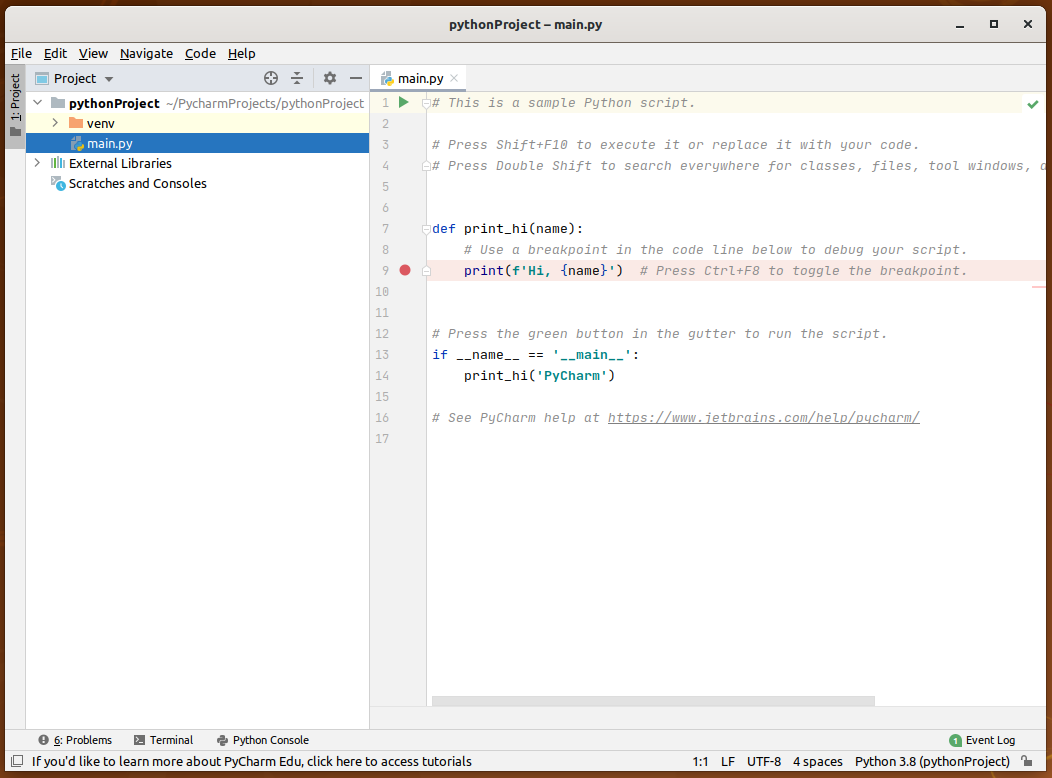 pythonProject – main.py
File Edit View Navigate Code Help
1: Project
Project
main.py
pythonProject ~/PycharmProjects/pythonProject
venv
main.py
External Libraries
Scratches and Consoles
1 # This is a sample Python script.
2
3 # Press Shift+F10 to execute it or replace it with your code.
4 # Press Double Shift to search everywhere for classes, files, tool windows, a
5
6
7 def print_hi(name):
8 # Use a breakpoint in the code line below to debug your script.
9 print(f'Hi, {name}') # Press Ctrl+F8 to toggle the breakpoint.
10
11
12 # Press the green button in the gutter to run the script.
13 if __name__ == '__main__':
14 print_hi('PyCharm')
15
16 # See PyCharm help at https://www.jetbrains.com/help/pycharm/
17
6: Problems Terminal Python Console 1 Event Log
If you'd like to learn more about PyCharm Edu, click here to access tutorials 1:1 LF UTF-8 4 spaces Python 3.8 (pythonProject)